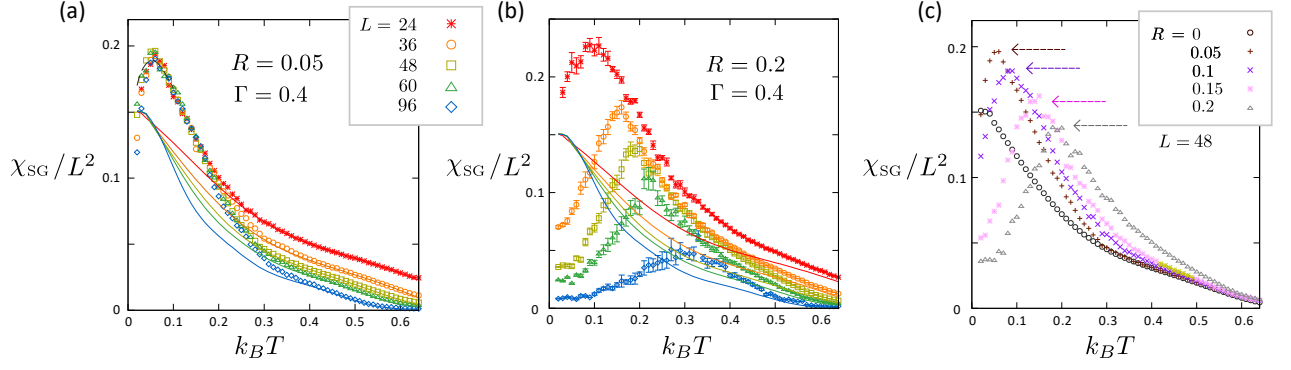 (a)
L = 24
36
48
60
96
R = 0.05
Γ = 0.4
χSG/L²
0.2
0.1
0
0 0.1 0.2 0.3 0.4 0.5 0.6
kBT
(b)
R = 0.2
Γ = 0.4
χSG/L²
0.2
0.1
0
0 0.1 0.2 0.3 0.4 0.5 0.6
kBT
(c)
R = 0
0.05
0.1
0.15
0.2
L = 48
χSG/L²
0.2
0.1
0
0 0.1 0.2 0.3 0.4 0.5 0.6
kBT